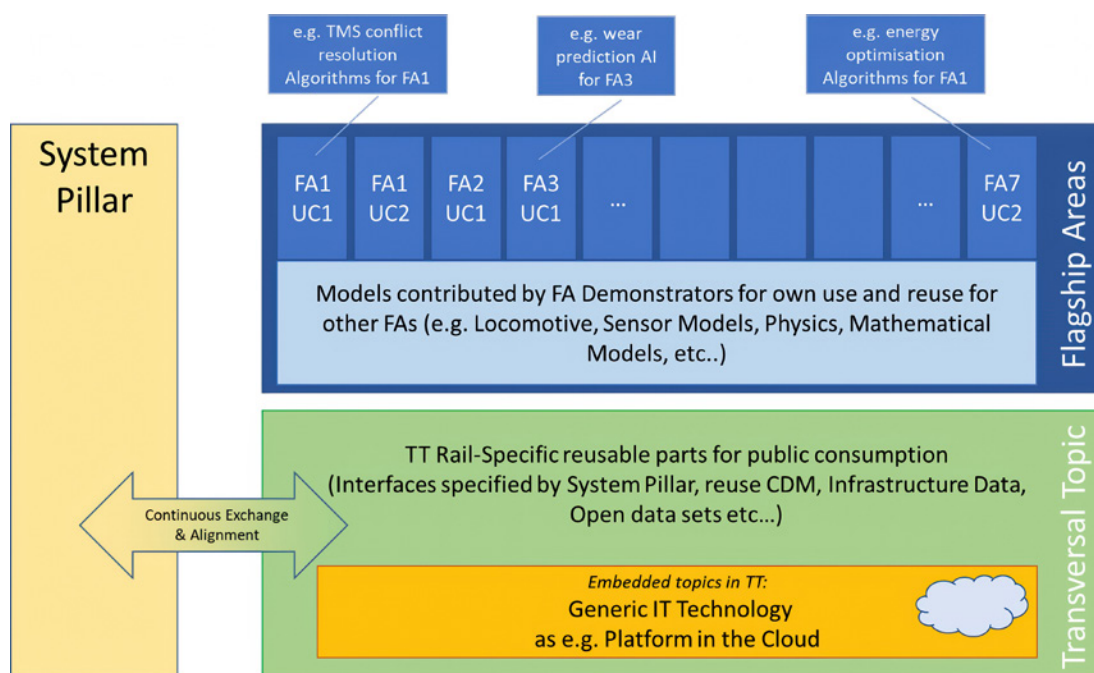 e.g. TMS conflict
resolution
Algorithms for FA1
e.g. wear
prediction AI
for FA3
e.g. energy
optimisation
Algorithms for FA1
System
Pillar
FA1
UC1
FA1
UC2
FA2
UC1
FA3
UC1
...
...
FA7
UC2
Flagship Areas
Models contributed by FA Demonstrators for own use and reuse for
other FAs (e.g. Locomotive, Sensor Models, Physics, Mathematical
Models, etc..)
TT Rail-Specific reusable parts for public consumption
(Interfaces specified by System Pillar, reuse CDM, Infrastructure Data,
Open data sets etc...)
Transversal Topic
Continuous Exchange
& Alignment
Embedded topics in TT:
Generic IT Technology
as e.g. Platform in the Cloud